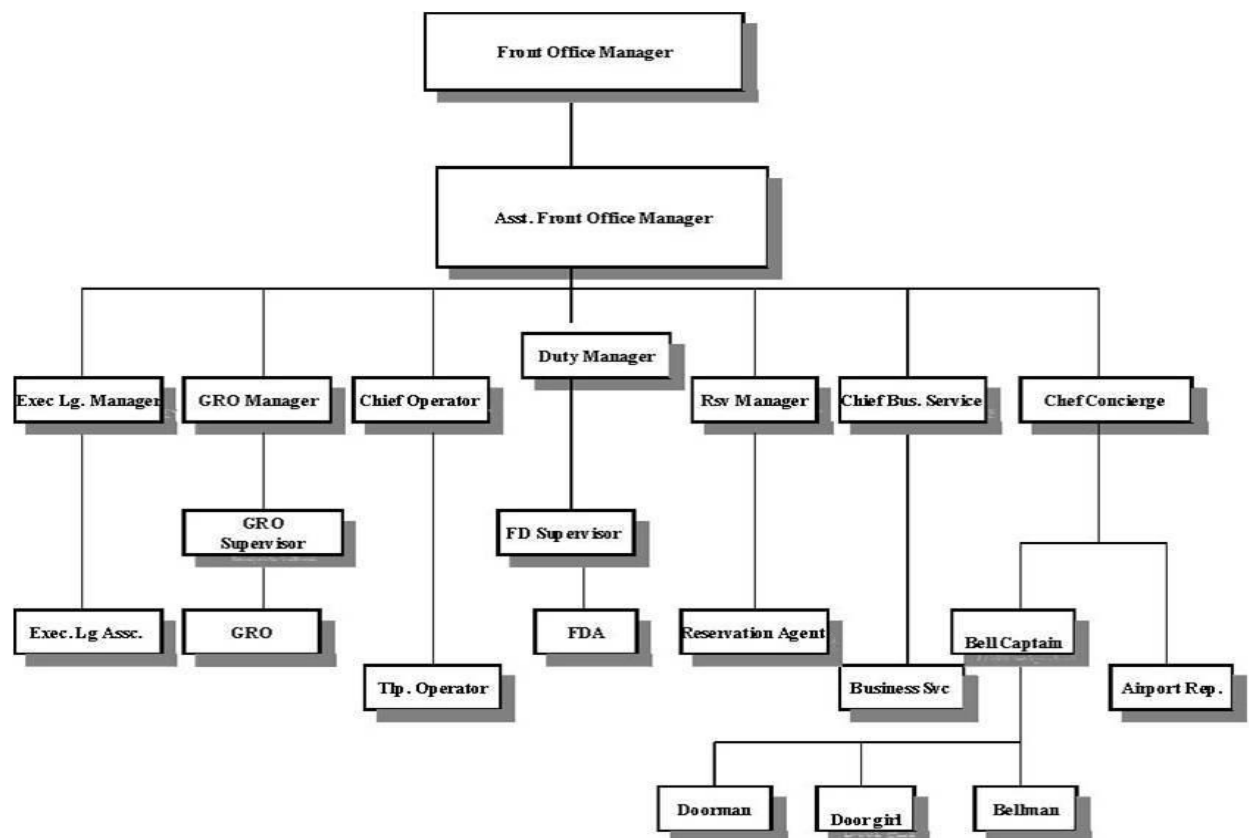 Front Office Manager
Asst. Front Office Manager
Duty Manager
Exec Lg. Manager
GRO Manager
Chief Operator
Rsv Manager
Chief Bus. Service
Chef Concierge
GRO
Supervisor
FD Supervisor
Exec. Lg Assc.
GRO
FDA
Reservation Agent
Bell Captain
Tlp. Operator
Business Svc
Airport Rep.
Doorman
Door girl
Bellman